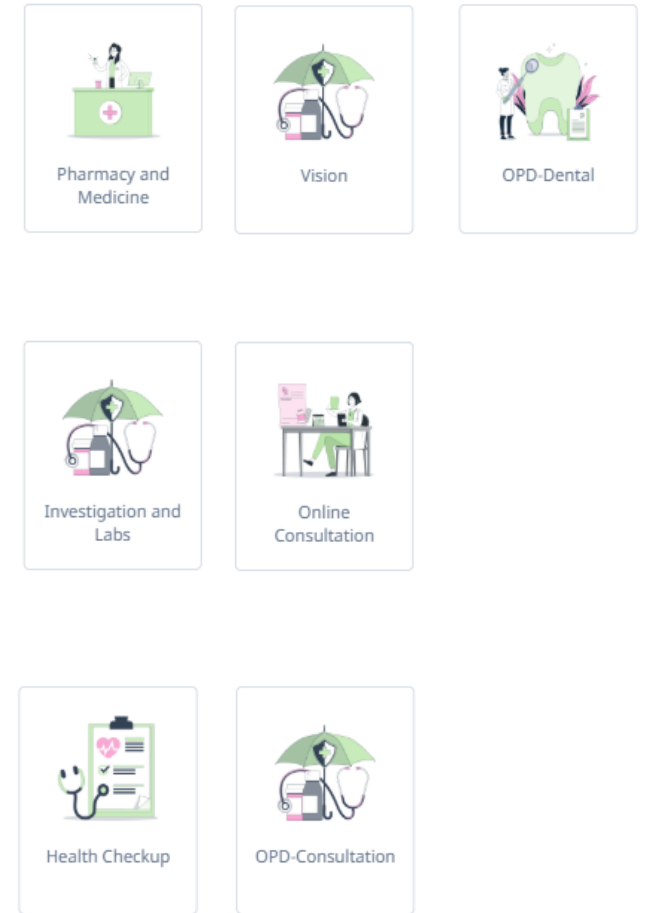 Pharmacy and
Medicine
Vision
OPD-Dental
Investigation and
Labs
Online
Consultation
Health Checkup
OPD-Consultation